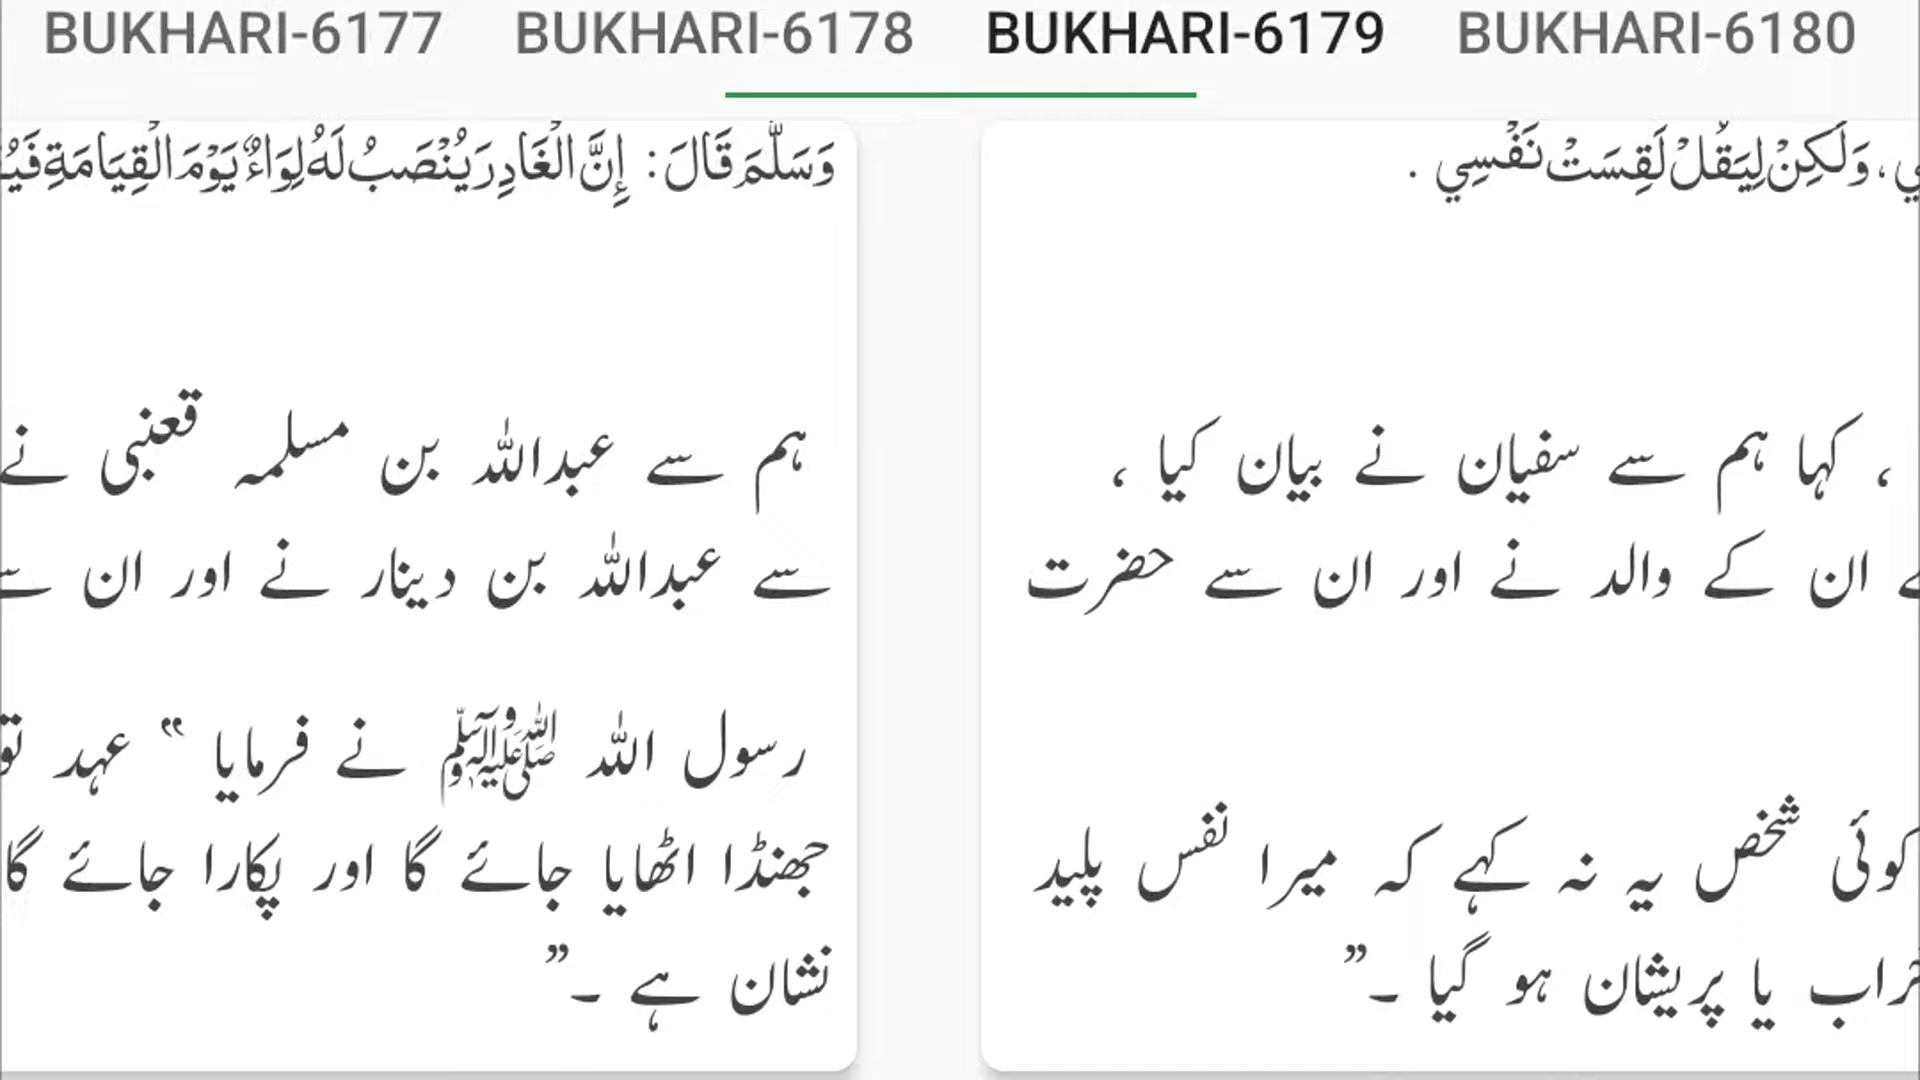 BUKHARI-6177 BUKHARI-6178 BUKHARI-6179 BUKHARI-6180
وَسَلَّمَ قَالَ : إِنَّ الْغَادِرَ يُنْصَبُ لَهُ لِوَاءٌ يَوْمَ الْقِيَامَةِ
ہم سے عبداللہ بن مسلمہ قعنبی نے
سے عبداللہ بن دینار نے اور ان
رسول اللہ ﷺ نے فرمایا “ عہد
جھنڈا اٹھایا جائے گا اور پکارا جائے گا
نشان ہے ۔”
، وَلَكِنْ لِيَقُلْ لَقِسَتْ نَفْسِي .
، کہا ہم سے سفیان نے بیان کیا ،
ان کے والد نے اور ان سے حضرت
کوئی شخص یہ نہ کہے کہ میرا نفس پلید
یا پریشان ہو گیا ۔”